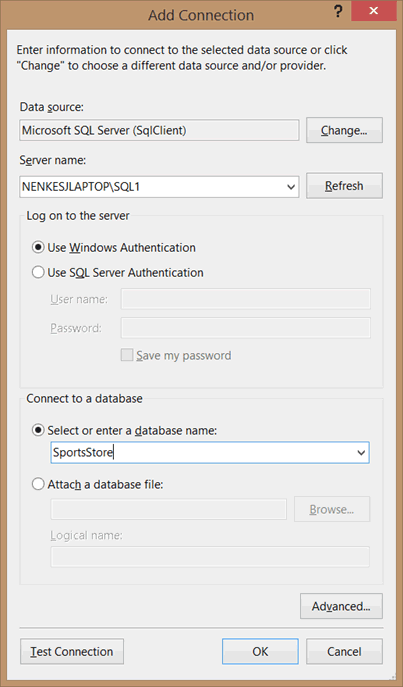 Add Connection
?
Enter information to connect to the selected data source or click
"Change" to choose a different data source and/or provider.
Data source:
Microsoft SQL Server (SqlClient)
Change...
Server name:
NENKESJLAPTOP\SQL1
Refresh
Log on to the server
Use Windows Authentication
Use SQL Server Authentication
User name:
Password:
Save my password
Connect to a database
Select or enter a database name:
SportsStore
Attach a database file:
Browse...
Logical name:
Advanced...
Test Connection
OK
Cancel